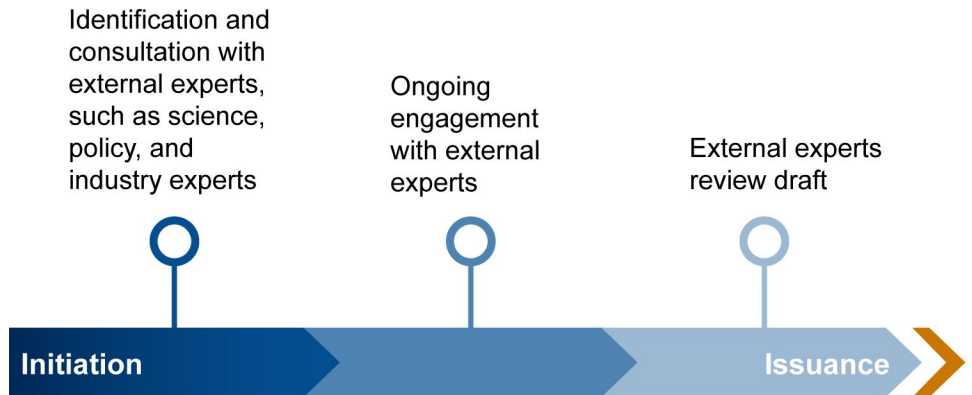 Identification and
consultation with
external experts,
such as science,
policy, and
industry experts
Ongoing
engagement
with external
experts
External experts
review draft
Initiation
Issuance